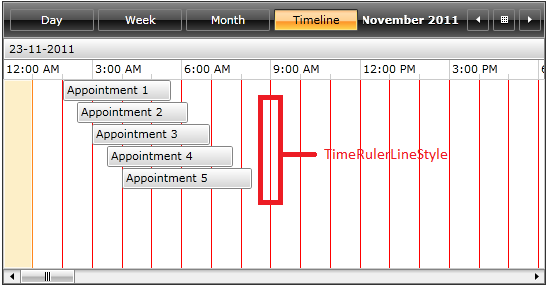 Day Week Month Timeline November 2011
23-11-2011
12:00 AM 3:00 AM 6:00 AM 9:00 AM 12:00 PM 3:00 PM 6
Appointment 1
Appointment 2
Appointment 3
Appointment 4
Appointment 5
TimeRulerLineStyle